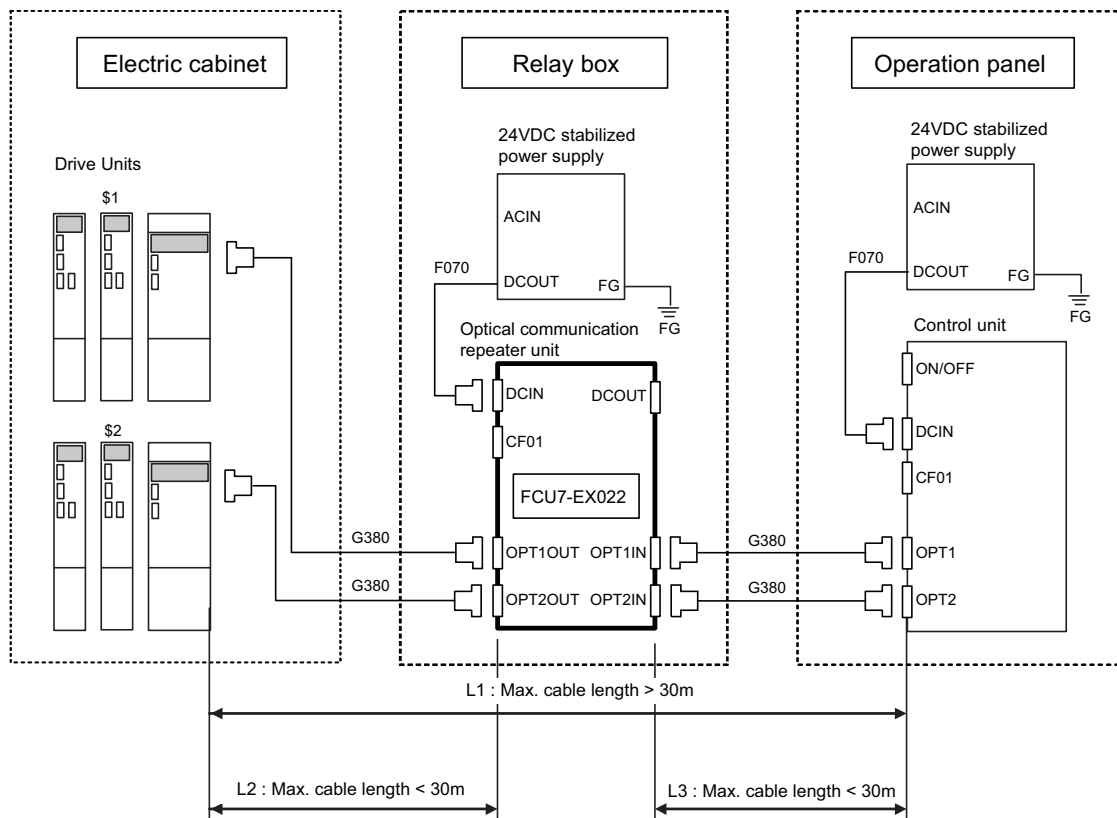 Electric cabinet
Relay box
Operation panel
Drive Units
$1
$2
24VDC stabilized
power supply
ACIN
F070
DCOUT
FG
FG
Optical communication
repeater unit
DCIN
DCOUT
CF01
FCU7-EX022
OPT1OUT
OPT1IN
OPT2OUT
OPT2IN
G380
G380
G380
G380
24VDC stabilized
power supply
ACIN
F070
DCOUT
FG
FG
Control unit
ON/OFF
DCIN
CF01
OPT1
OPT2
L1 : Max. cable length > 30m
L2 : Max. cable length < 30m
L3 : Max. cable length < 30m